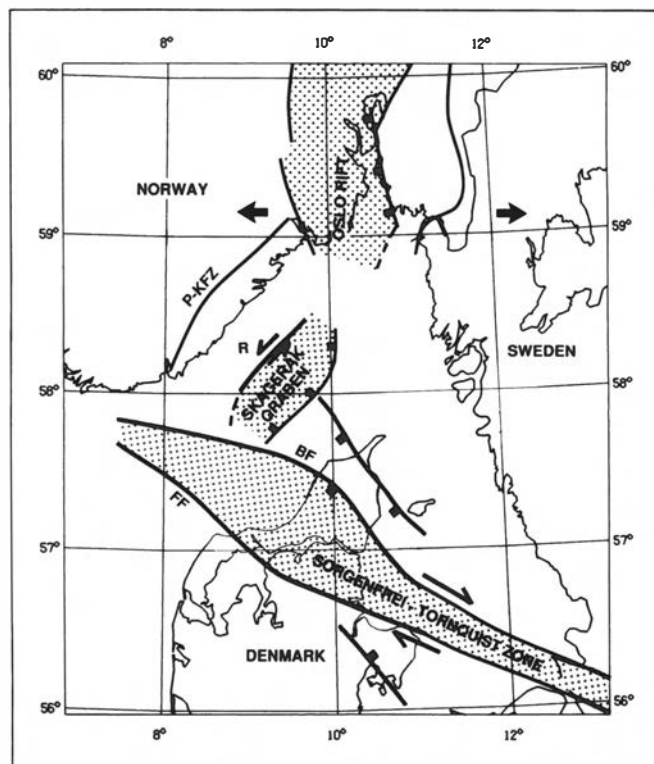 8° 10° 12°
60° 60°
NORWAY
OSLO RIFT
59° 59°
P-KFZ
R
SKAGERAK
GRABEN
SWEDEN
58° 58°
BF
FF
57° 57°
SORGENFREI - TORNQUIST ZONE
DENMARK
56° 56°
8° 10° 12°